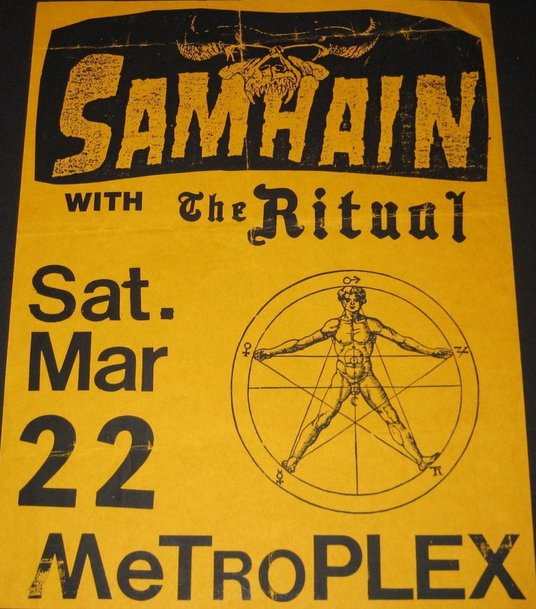 SAMHAIN
WITH The Ritual
Sat.
Mar
22
MeTROPLEX